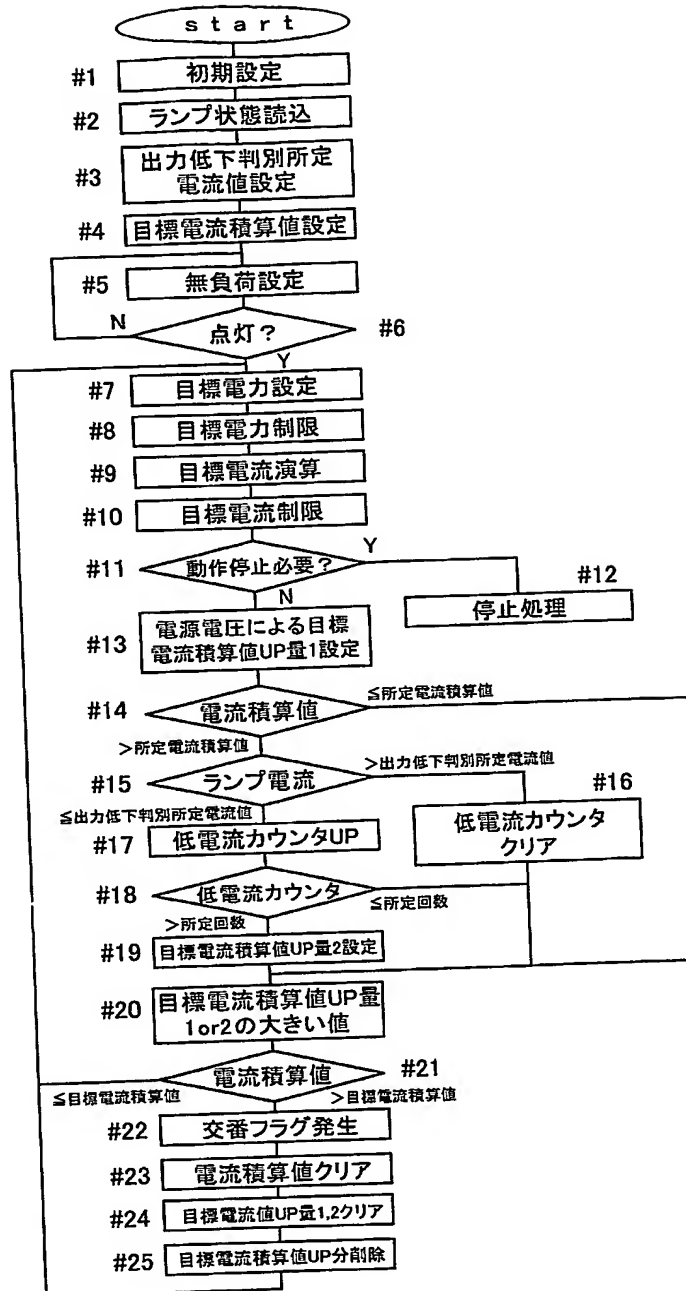 start
#1
初期設定
#2
ランプ状態読込
#3
出力低下判別所定
電流値設定
#4
目標電流積算値設定
#5
無負荷設定
N
点灯？
#6
Y
#7
目標電力設定
#8
目標電力制限
#9
目標電流演算
#10
目標電流制限
#11
動作停止必要？
Y
#12
停止処理
N
#13
電源電圧による目標
電流積算値UP量1設定
#14
電流積算値
≦所定電流積算値
＞所定電流積算値
#15
ランプ電流
＞出力低下判別所定電流値
#16
低電流カウンタ
クリア
≦出力低下判別所定電流値
#17
低電流カウンタUP
#18
低電流カウンタ
≦所定回数
＞所定回数
#19
目標電流積算値UP量2設定
#20
目標電流積算値UP量
1or2の大きい値
#21
電流積算値
≦目標電流積算値
＞目標電流積算値
#22
交番フラグ発生
#23
電流積算値クリア
#24
目標電流値UP量1,2クリア
#25
目標電流積算値UP分削除